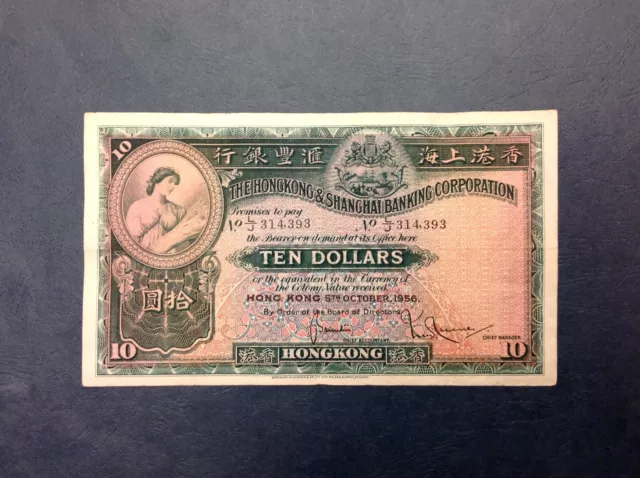 10
行銀豐滙 海上港香
THE HONGKONG & SHANGHAI BANKING CORPORATION
Promises to pay
Nº L/J 314,393 Nº L/J 314,393
the Bearer on demand at its Office here
TEN DOLLARS
or the equivalent in the Currency of
the Colony, Value received.
HONG KONG 5TH OCTOBER, 1956.
By Order of the Board of Directors,
圓拾
CHIEF ACCOUNTANT. CHIEF MANAGER.
10 港香 HONGKONG 港香 10